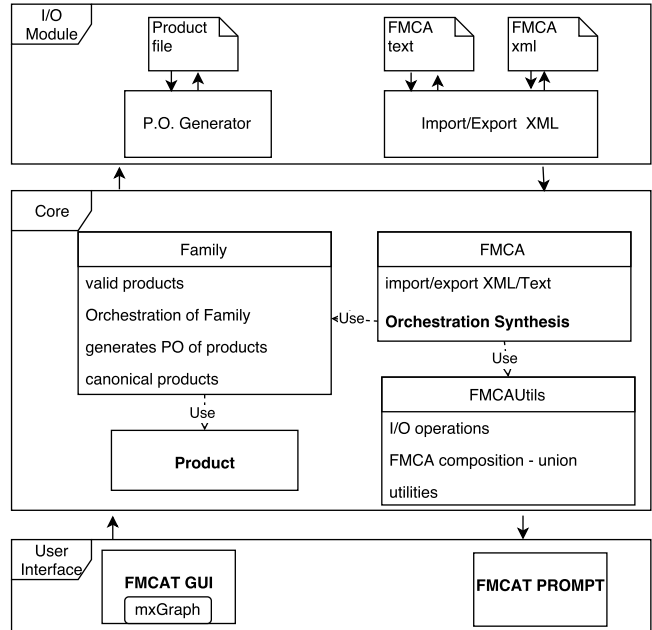 I/O
Module
Product
file
FMCA
text
FMCA
xml
P.O. Generator
Import/Export XML
Core
Family
valid products
Orchestration of Family
generates PO of products
canonical products
FMCA
import/export XML/Text
Orchestration Synthesis
Use
Use
Use
Product
FMCAUtils
I/O operations
FMCA composition - union
utilities
User
Interface
FMCAT GUI
mxGraph
FMCAT PROMPT